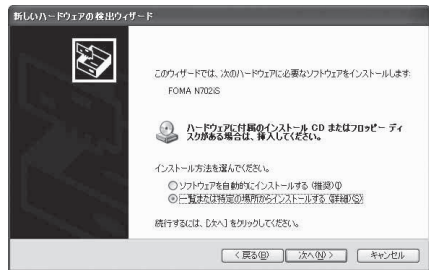 新しいハードウェアの検出ウィザード
このウィザードでは、次のハードウェアに必要なソフトウェアをインストールします:
FOMA N702iS
ハードウェアに付属のインストール CD またはフロッピー ディ
スクがある場合は、挿入してください。
インストール方法を選んでください。
ソフトウェアを自動的にインストールする (推奨)(I)
一覧または特定の場所からインストールする (詳細)(S)
続行するには、[次へ] をクリックしてください。
< 戻る(B) 次へ(N) > キャンセル